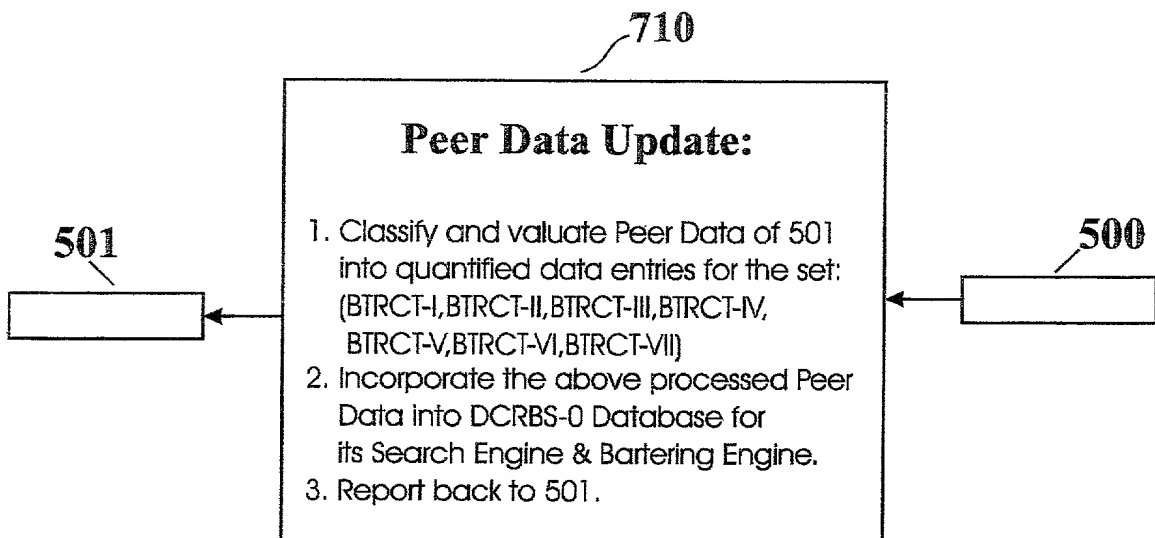 710
Peer Data Update:
501
500
1. Classify and valuate Peer Data of 501
into quantified data entries for the set:
(BTRCT-I,BTRCT-II,BTRCT-III,BTRCT-IV,
BTRCT-V,BTRCT-VI,BTRCT-VII)
2. Incorporate the above processed Peer
Data into DCRBS-0 Database for
its Search Engine & Bartering Engine.
3. Report back to 501.